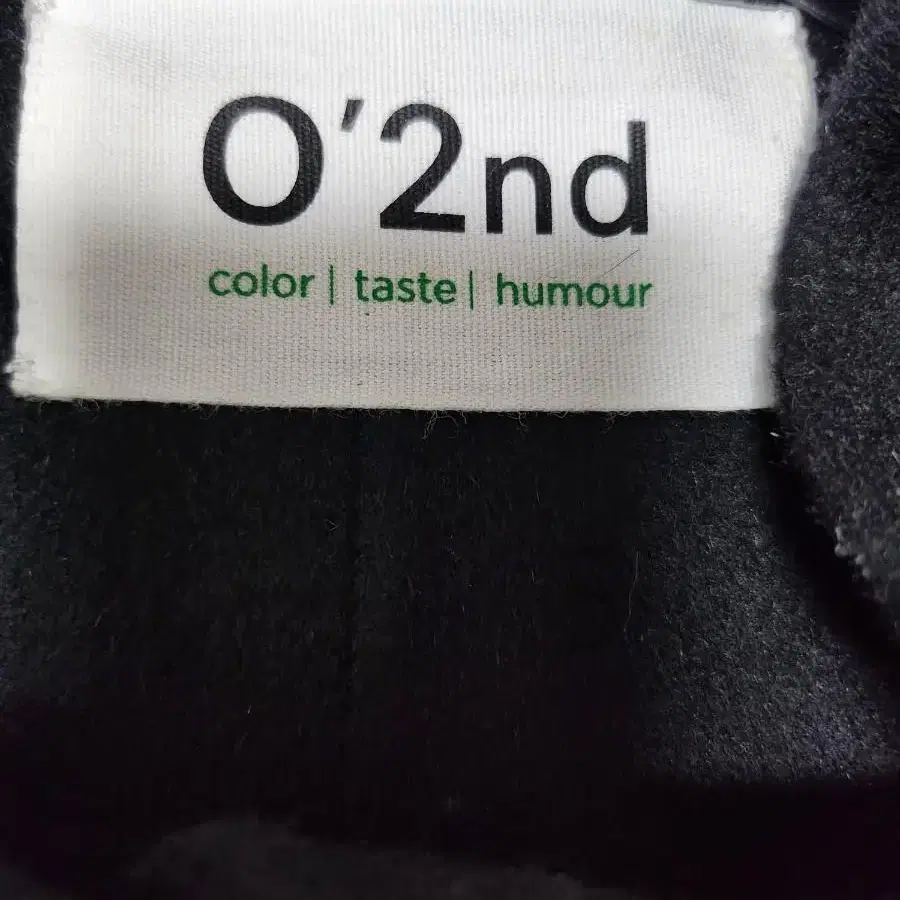 O'2nd
color | taste | humour